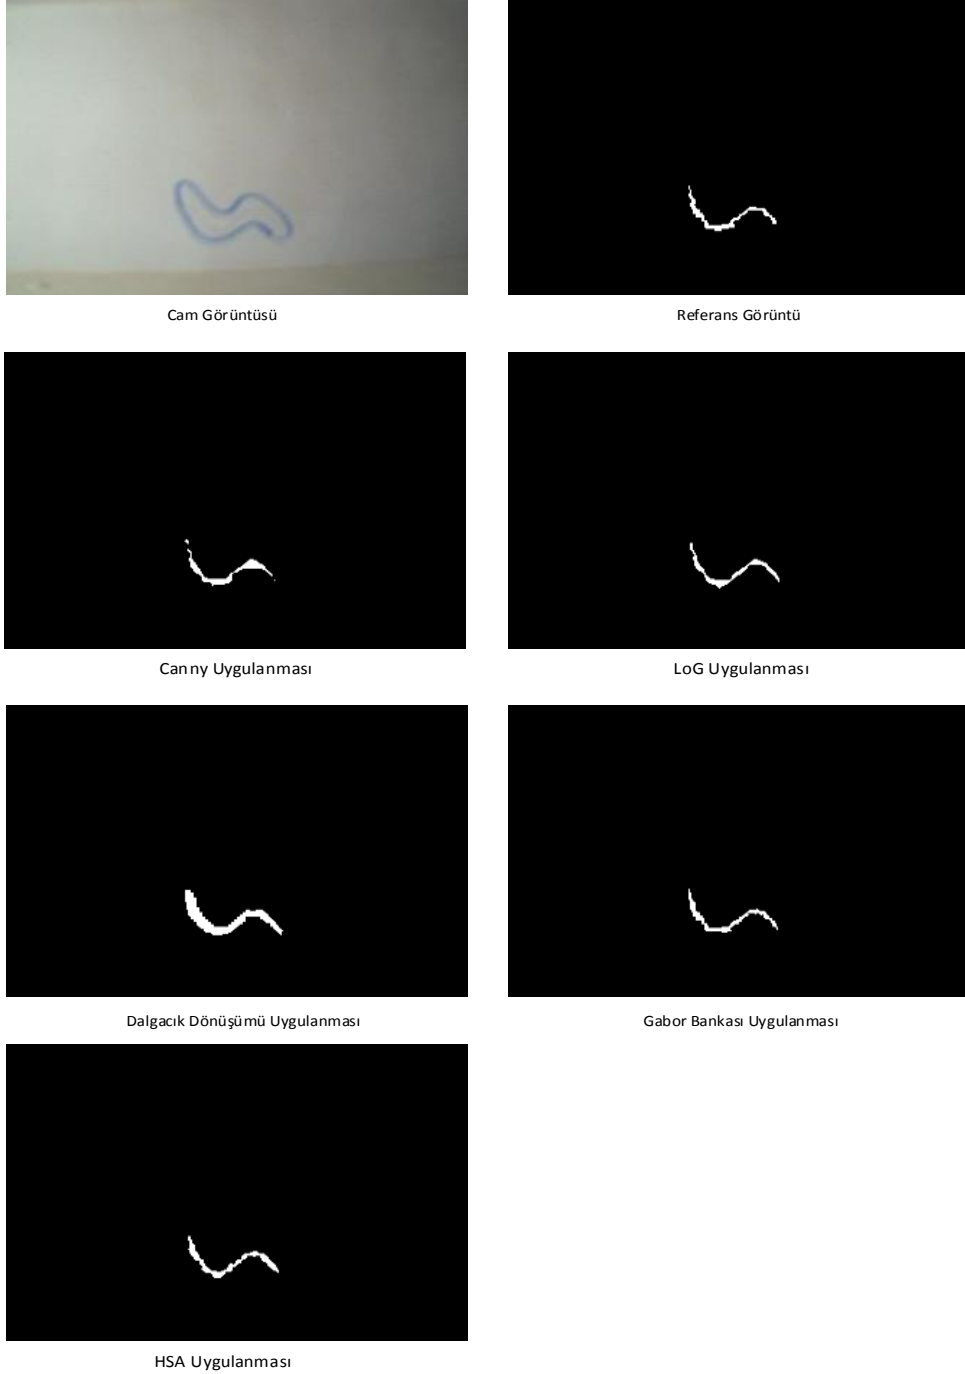 Cam Görüntüsü
Referans Görüntü
Canny Uygulanması
LoG Uygulanması
Dalgacık Dönüşümü Uygulanması
Gabor Bankası Uygulanması
HSA Uygulanması